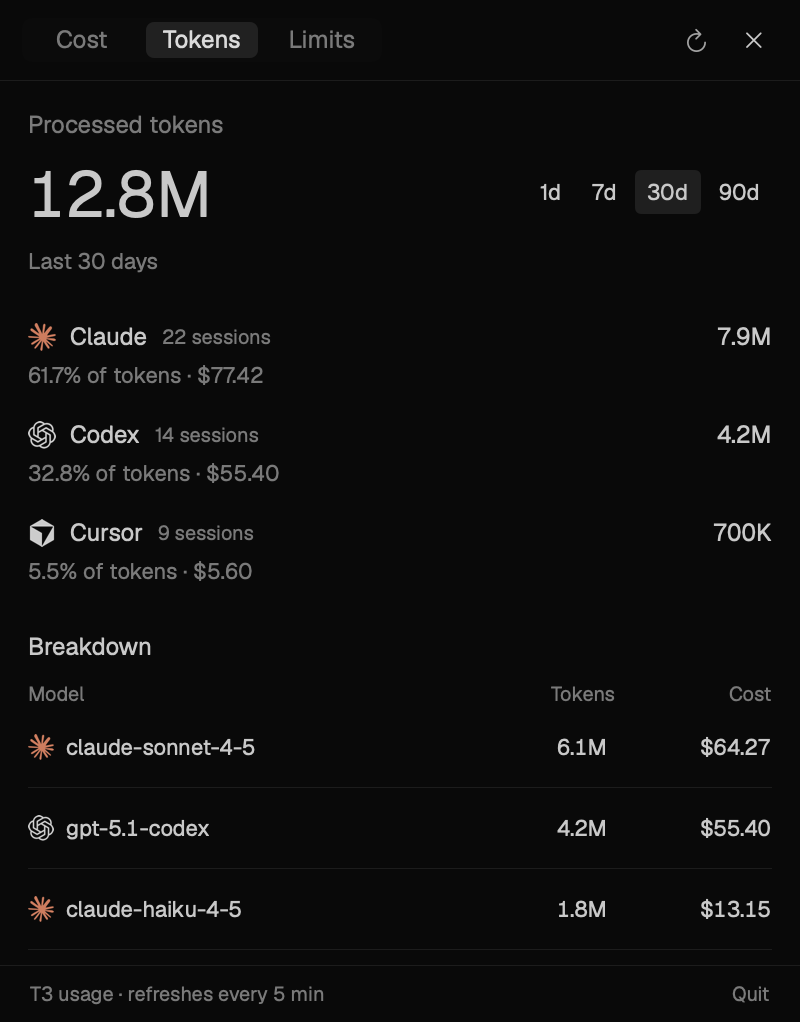 Cost Tokens Limits
Processed tokens
12.8M
1d 7d 30d 90d
Last 30 days
Claude 22 sessions 7.9M
61.7% of tokens · $77.42
Codex 14 sessions 4.2M
32.8% of tokens · $55.40
Cursor 9 sessions 700K
5.5% of tokens · $5.60
Breakdown
Model Tokens Cost
claude-sonnet-4-5 6.1M $64.27
gpt-5.1-codex 4.2M $55.40
claude-haiku-4-5 1.8M $13.15
T3 usage · refreshes every 5 min Quit